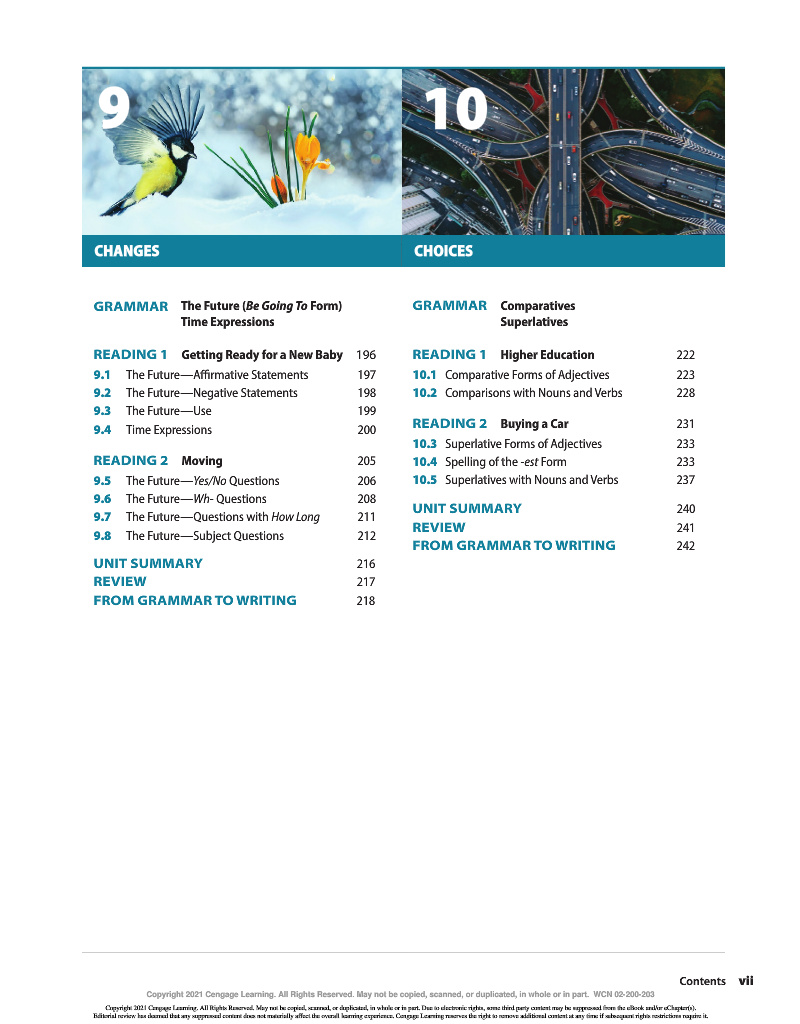 9
CHANGES
GRAMMAR The Future (Be Going To Form)
Time Expressions
READING 1 Getting Ready for a New Baby 196
9.1 The Future—Affirmative Statements 197
9.2 The Future—Negative Statements 198
9.3 The Future—Use 199
9.4 Time Expressions 200
READING 2 Moving 205
9.5 The Future—Yes/No Questions 206
9.6 The Future—Wh- Questions 208
9.7 The Future—Questions with How Long 211
9.8 The Future—Subject Questions 212
UNIT SUMMARY 216
REVIEW 217
FROM GRAMMAR TO WRITING 218
10
CHOICES
GRAMMAR Comparatives
Superlatives
READING 1 Higher Education 222
10.1 Comparative Forms of Adjectives 223
10.2 Comparisons with Nouns and Verbs 228
READING 2 Buying a Car 231
10.3 Superlative Forms of Adjectives 233
10.4 Spelling of the -est Form 233
10.5 Superlatives with Nouns and Verbs 237
UNIT SUMMARY 240
REVIEW 241
FROM GRAMMAR TO WRITING 242
Contents vii
Copyright 2021 Cengage Learning. All Rights Reserved. May not be copied, scanned, or duplicated, in whole or in part. WCN 02-200-203
Copyright 2021 Cengage Learning. All Rights Reserved. May not be copied, scanned, or duplicated, in whole or in part. Due to electronic rights, some third party content may be suppressed from the eBook and/or eChapter(s).
Editorial review has deemed that any suppressed content does not materially affect the overall learning experience. Cengage Learning reserves the right to remove additional content at any time if subsequent rights restrictions require it.